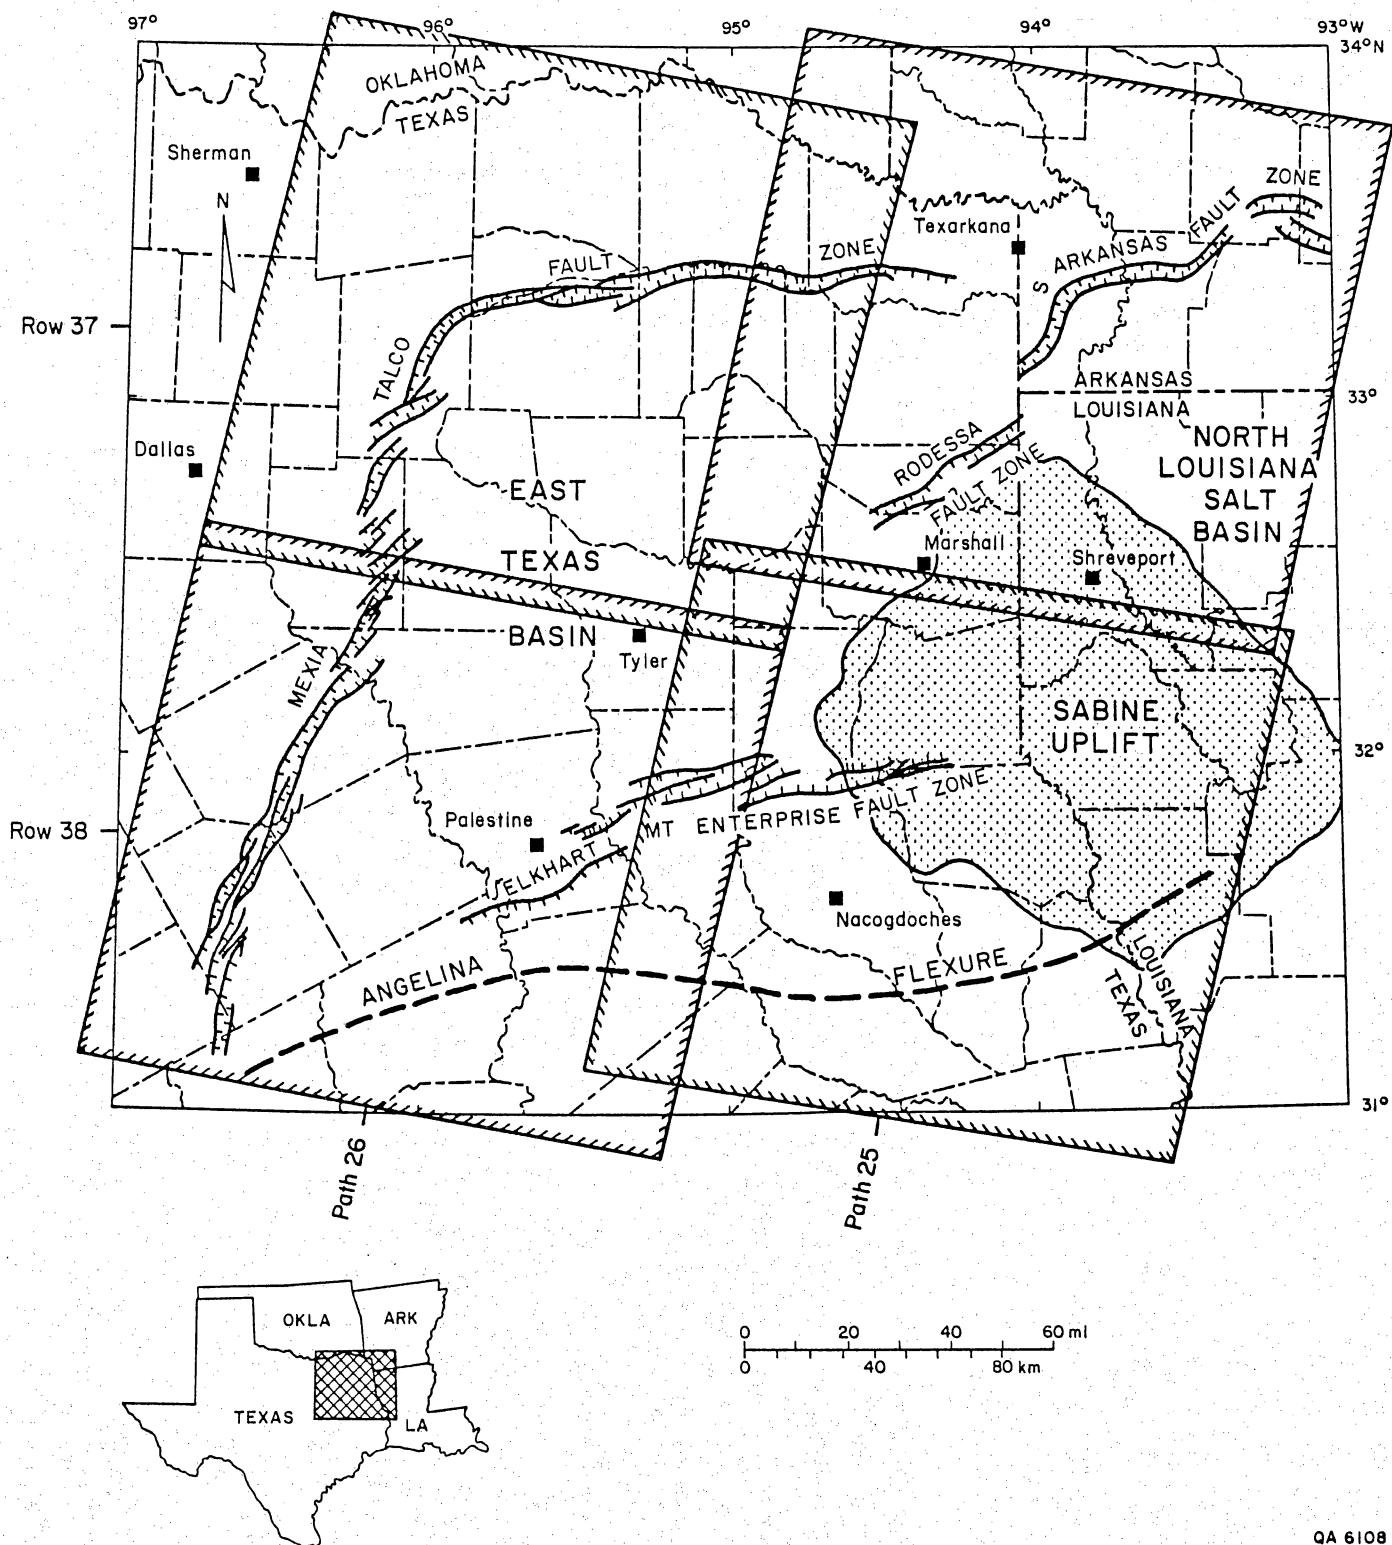 97°
96°
95°
94°
93°W
34°N
OKLAHOMA
TEXAS
Sherman
N
ZONE
FAULT
Texarkana
S ARKANSAS
FAULT
ZONE
Row 37
TALCO
ARKANSAS
LOUISIANA
33°
Dallas
RODESSA
FAULT ZONE
NORTH
LOUISIANA
SALT
BASIN
EAST
TEXAS
BASIN
Marshall
Shreveport
Tyler
MEXIA
SABINE
UPLIFT
32°
Row 38
Palestine
MT ENTERPRISE FAULT ZONE
ELKHART
Nacogdoches
ANGELINA
FLEXURE
LOUISIANA
TEXAS
31°
Path 26
Path 25
OKLA
ARK
TEXAS
LA
0 20 40 60 mi
0 40 80 km
QA 6108